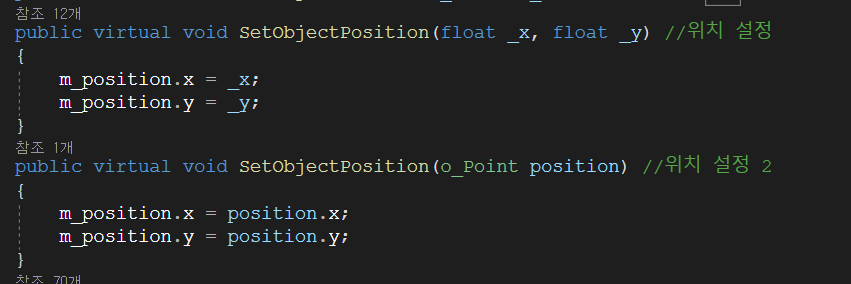 참조 12개
public virtual void SetObjectPosition(float _x, float _y) //위치 설정
{
m_position.x = _x;
m_position.y = _y;
}
참조 1개
public virtual void SetObjectPosition(o_Point position) //위치 설정 2
{
m_position.x = position.x;
m_position.y = position.y;
}
참조 70개